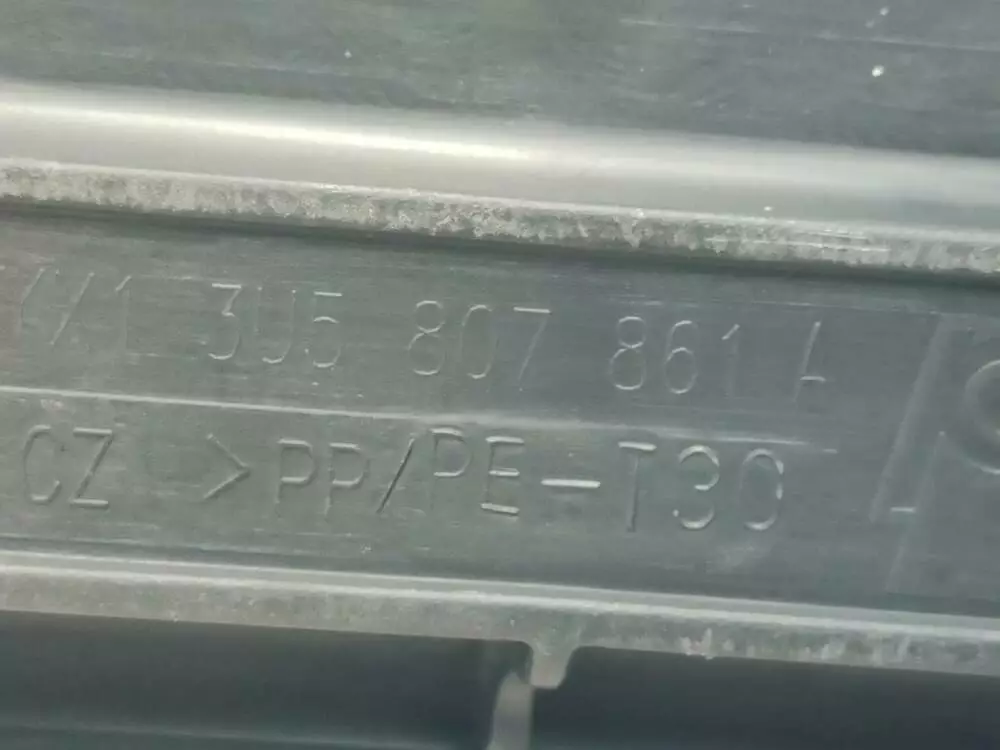 3U5 807 861 A
CZ >PP/PE-T30